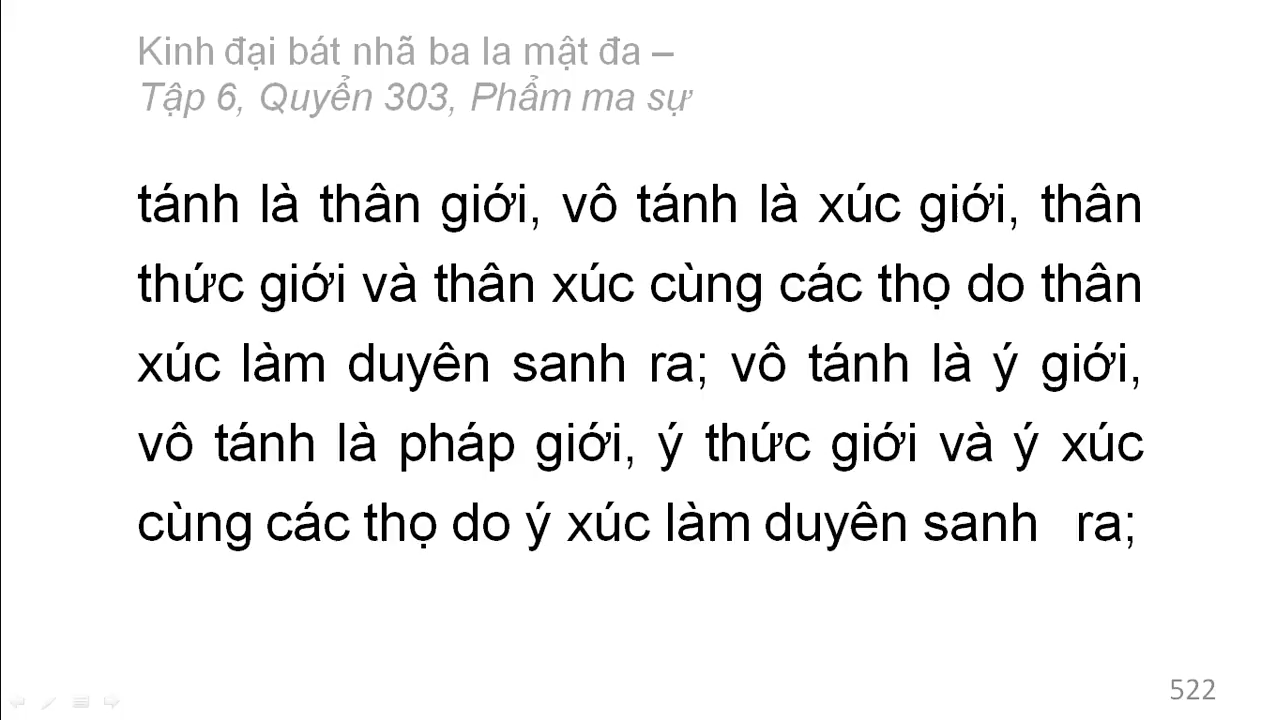 Kinh đại bát nhã ba la mật đa –
Tập 6, Quyển 303, Phẩm ma sự
tánh là thân giới, vô tánh là xúc giới, thân
thức giới và thân xúc cùng các thọ do thân
xúc làm duyên sanh ra; vô tánh là ý giới,
vô tánh là pháp giới, ý thức giới và ý xúc
cùng các thọ do ý xúc làm duyên sanh ra;
522